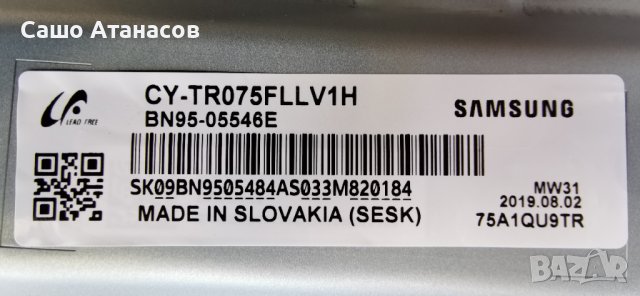 Сашо Атанасов
CY-TR075FLLV1H
SAMSUNG
BN95-05546E
LEAD FREE
SK09BN9505484AS033M820184
MW31
2019.08.02
MADE IN SLOVAKIA (SESK)
75A1QU9TR
BAZAR